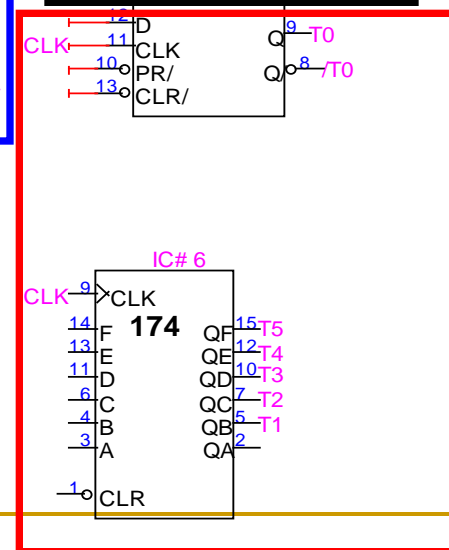 12 D
CLK 11 CLK
Q 9 T0
10 PR/
Q/ 8 /T0
13 CLR/
IC# 6
CLK 9 CLK
174
14 F QF 15 T5
13 E QE 12 T4
11 D QD 10 T3
6 C QC 7 T2
4 B QB 5 T1
3 A QA 2
1 CLR